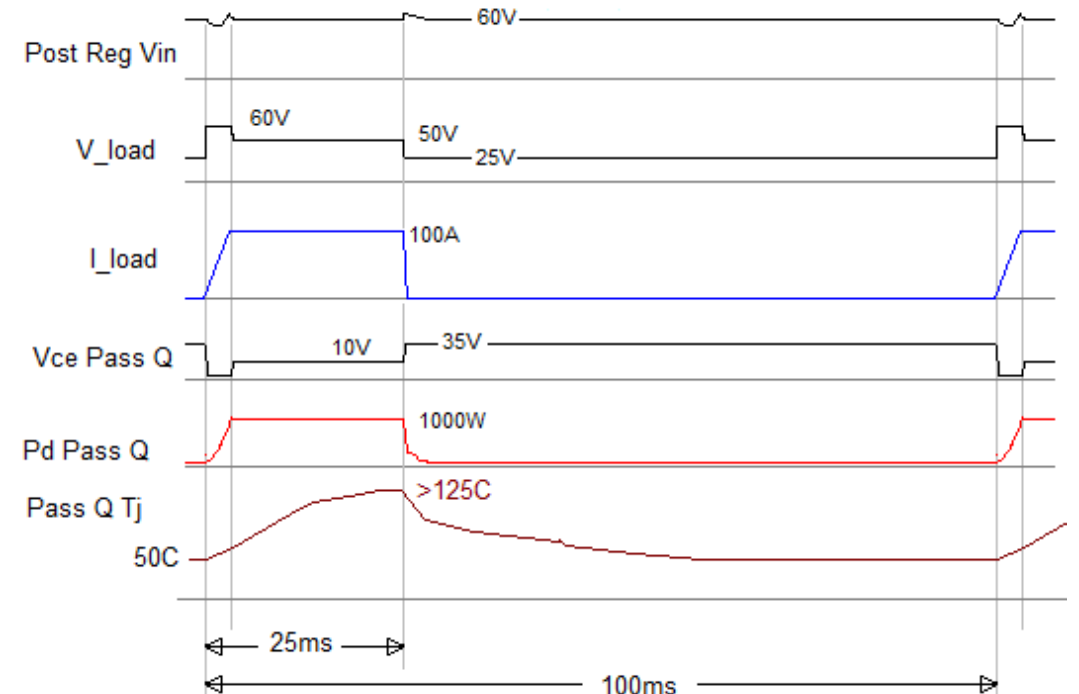 60V
Post Reg Vin
60V
50V
V_load
25V
100A
I_load
10V
35V
Vce Pass Q
1000W
Pd Pass Q
>125C
Pass Q Tj
50C
25ms
100ms